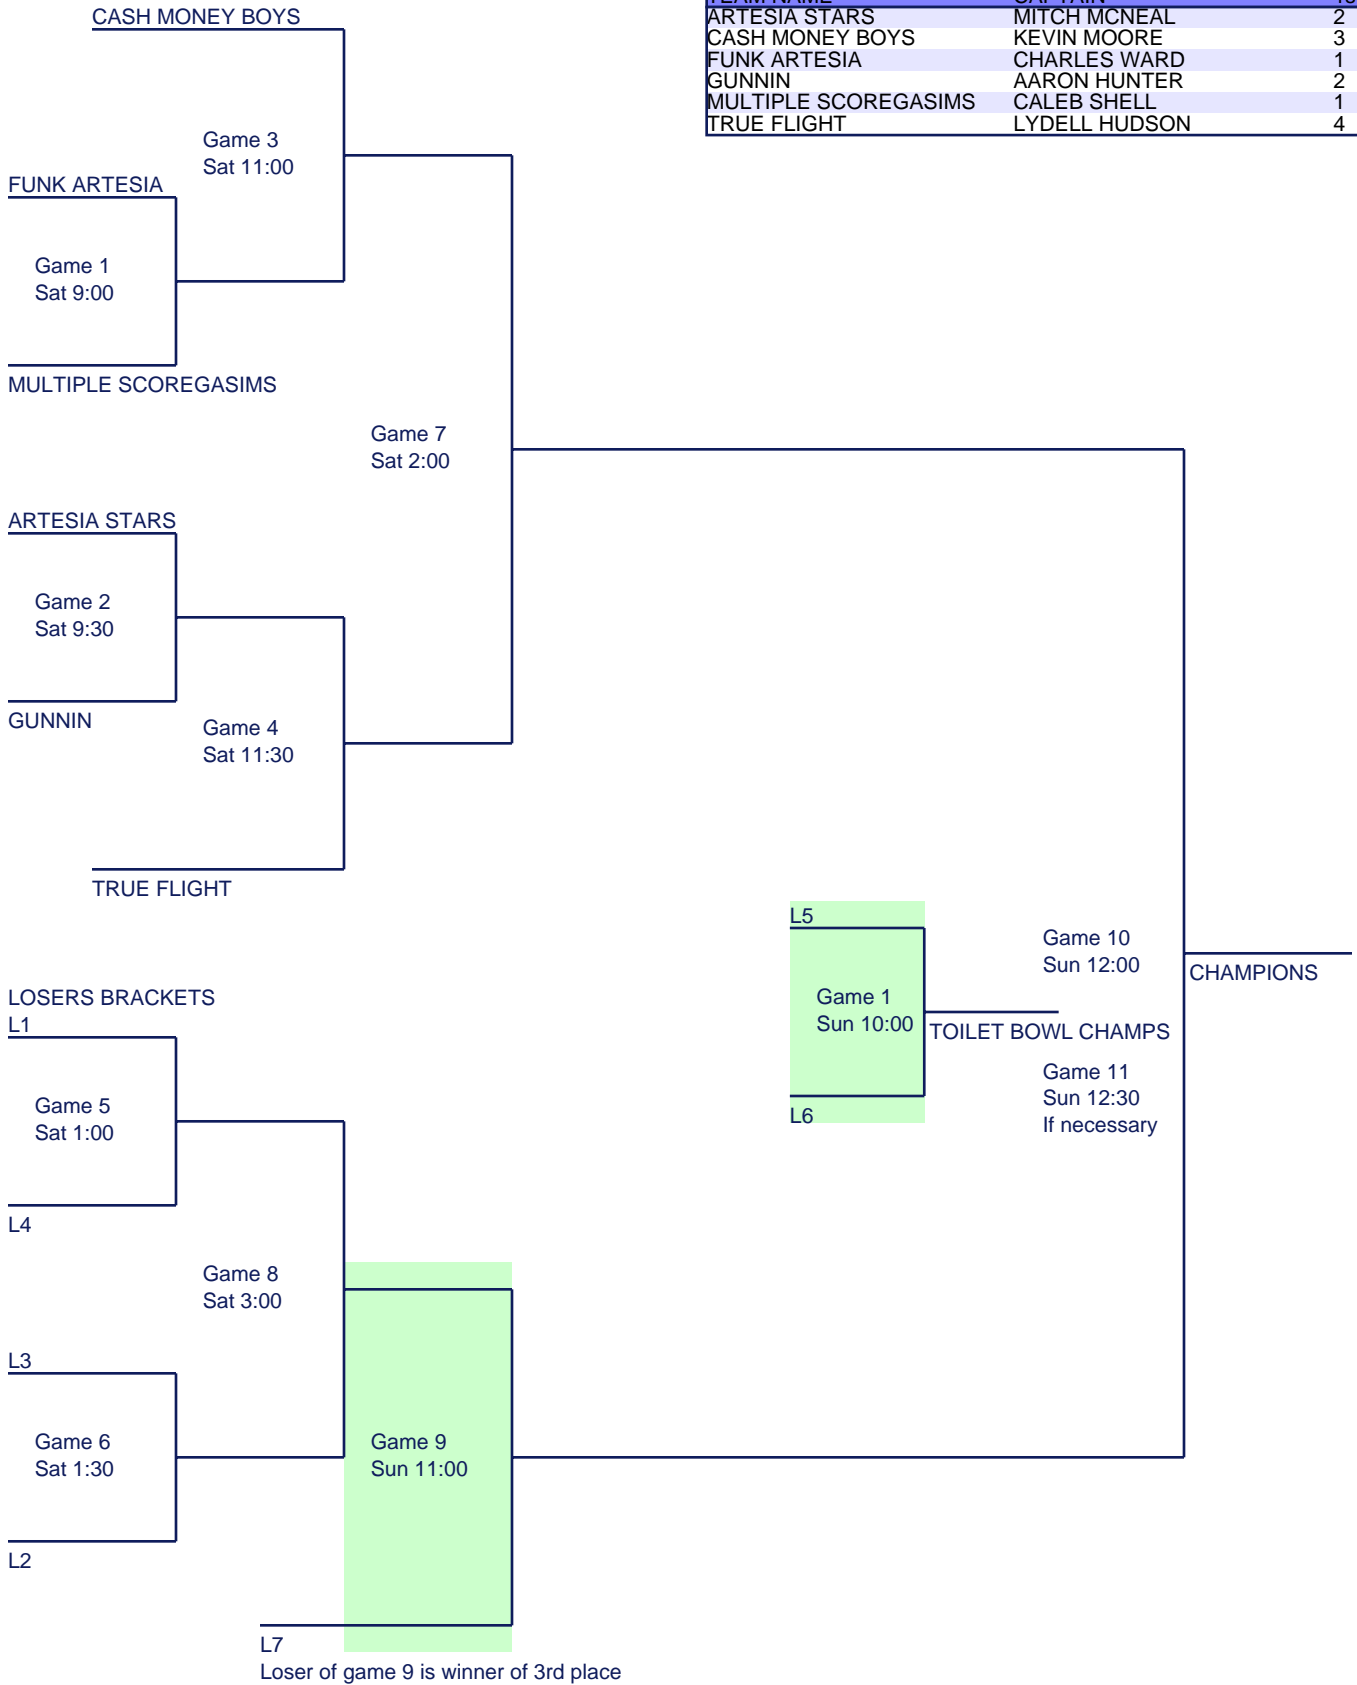 CASH MONEY BOYS
ARTESIA STARS MITCH MCNEAL 2
CASH MONEY BOYS KEVIN MOORE 3
FUNK ARTESIA CHARLES WARD 1
GUNNIN AARON HUNTER 2
MULTIPLE SCOREGASIMS CALEB SHELL 1
TRUE FLIGHT LYDELL HUDSON 4
Game 3
Sat 11:00
FUNK ARTESIA
Game 1
Sat 9:00
MULTIPLE SCOREGASIMS
Game 7
Sat 2:00
ARTESIA STARS
Game 2
Sat 9:30
GUNNIN
Game 4
Sat 11:30
TRUE FLIGHT
L5
Game 10
Sun 12:00
CHAMPIONS
Game 1
Sun 10:00
TOILET BOWL CHAMPS
Game 11
Sun 12:30
If necessary
L6
LOSERS BRACKETS
L1
Game 5
Sat 1:00
L4
Game 8
Sat 3:00
L3
Game 6
Sat 1:30
Game 9
Sun 11:00
L2
L7
Loser of game 9 is winner of 3rd place